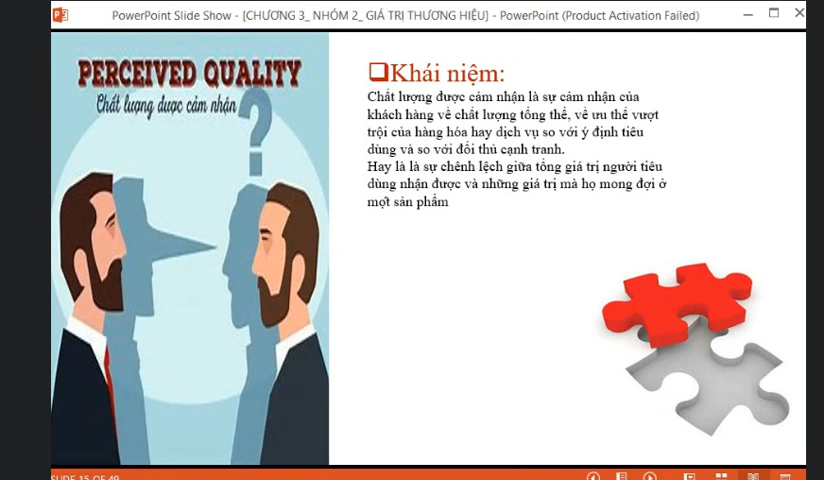 PowerPoint Slide Show - [CHƯƠNG 3_ NHÓM 2_ GIÁ TRỊ THƯƠNG HIỆU] - PowerPoint (Product Activation Failed)
PERCEIVED QUALITY
Chất lượng được cảm nhận
Khái niệm:
Chất lượng được cảm nhận là sự cảm nhận của
khách hàng về chất lượng tổng thể, về ưu thế vượt
trội của hàng hóa hay dịch vụ so với ý định tiêu
dùng và so với đối thủ cạnh tranh.
Hay là là sự chênh lệch giữa tổng giá trị người tiêu
dùng nhận được và những giá trị mà họ mong đợi ở
một sản phẩm
SLIDE 15 OF 49